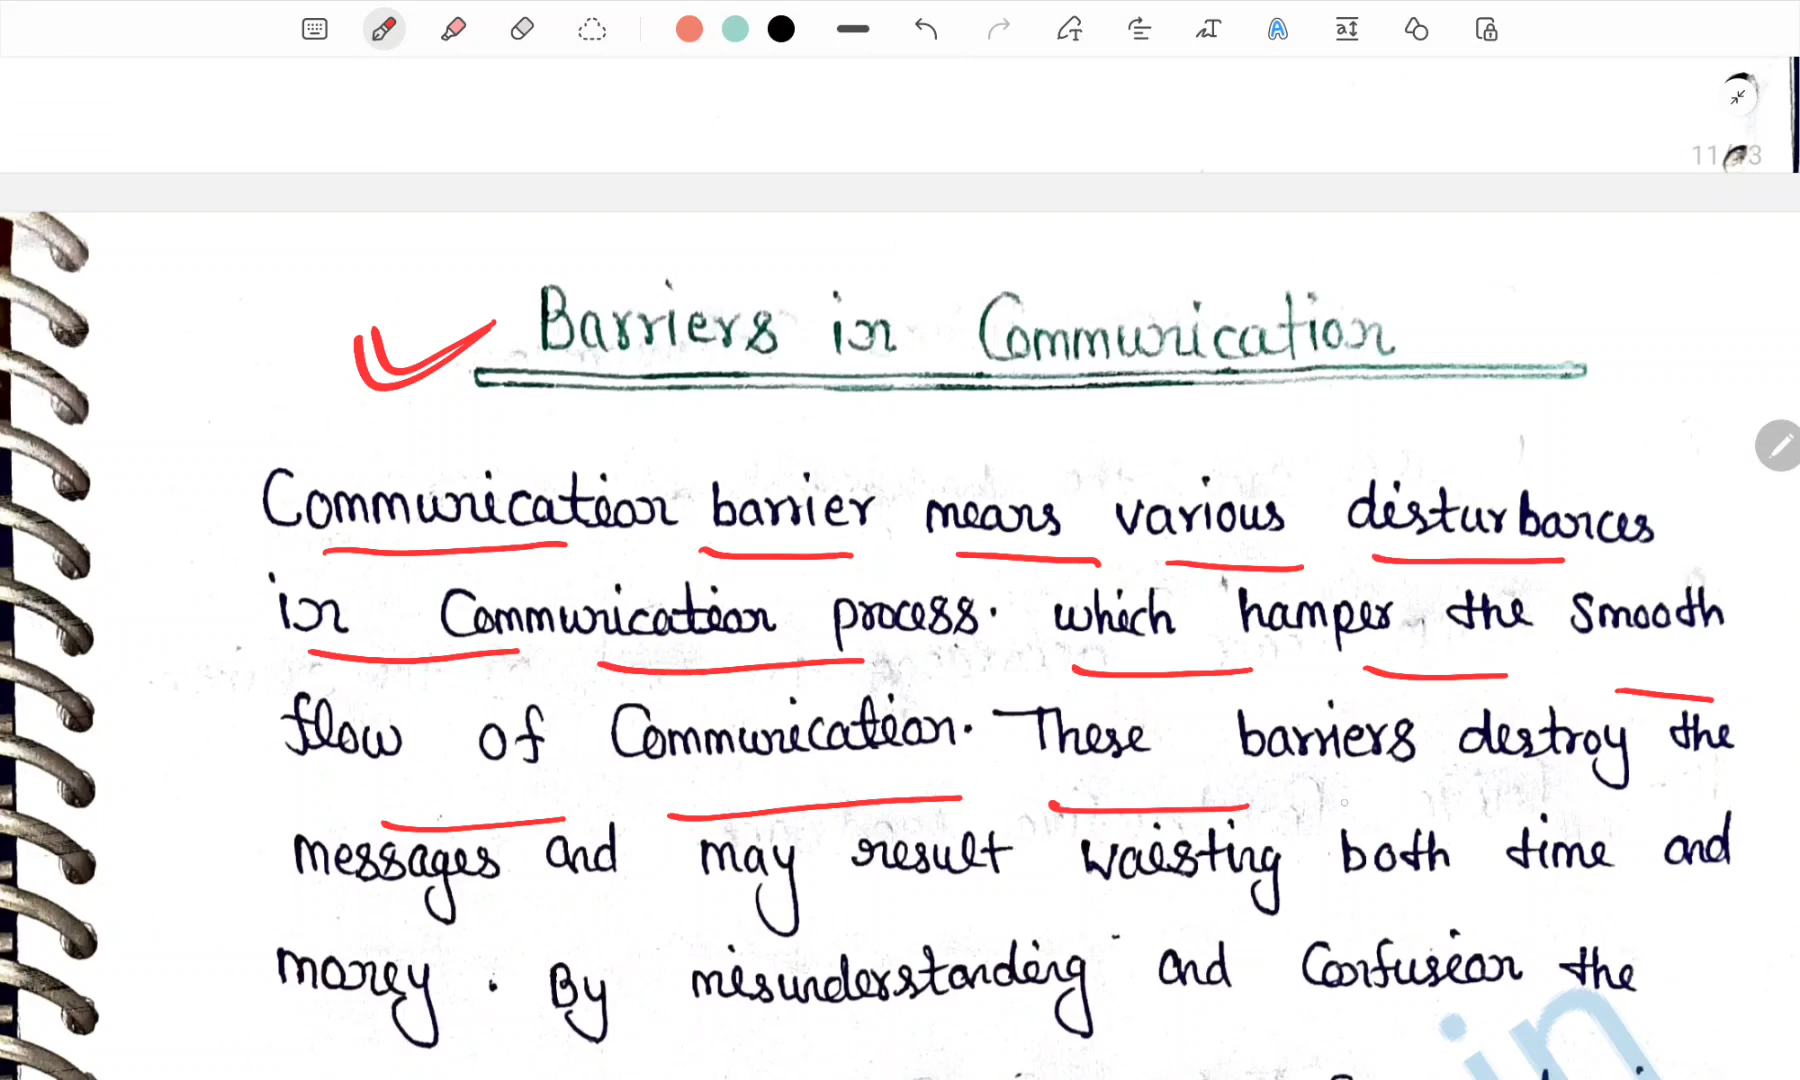 11/
Barriers in Communication
Communication barrier means various disturbances
in Communication process. which hamper the smooth
flow of Communication. These barriers destroy the
messages and may result waisting both time and
money. By misunderstanding and Confusion the
in